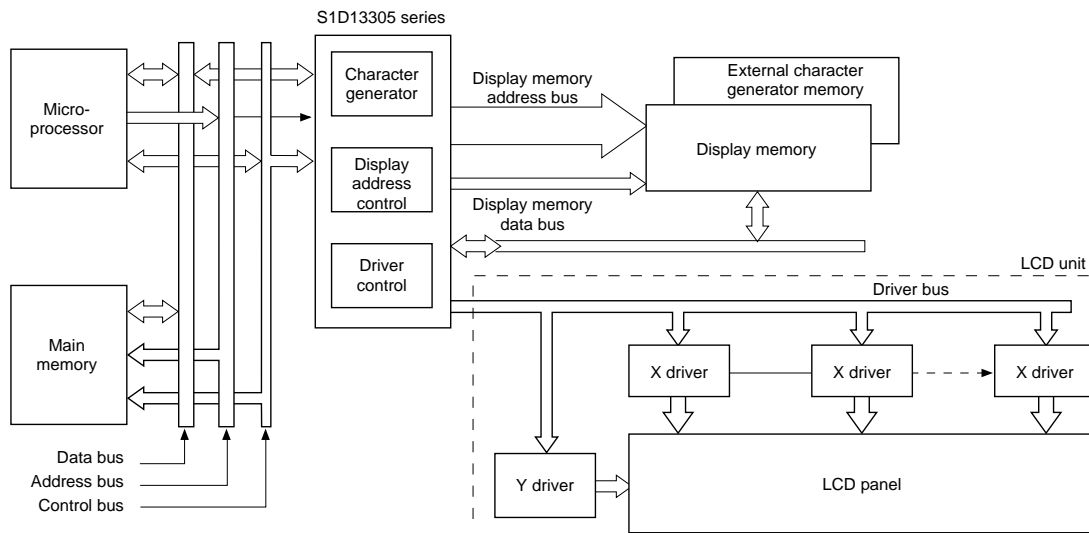 S1D13305 series
Micro-
processor
Character
generator
Display memory
address bus
External character
generator memory
Display memory
Display
address
control
Display memory
data bus
Driver
control
LCD unit
Driver bus
Main
memory
X driver
X driver
X driver
Data bus
Address bus
Control bus
Y driver
LCD panel